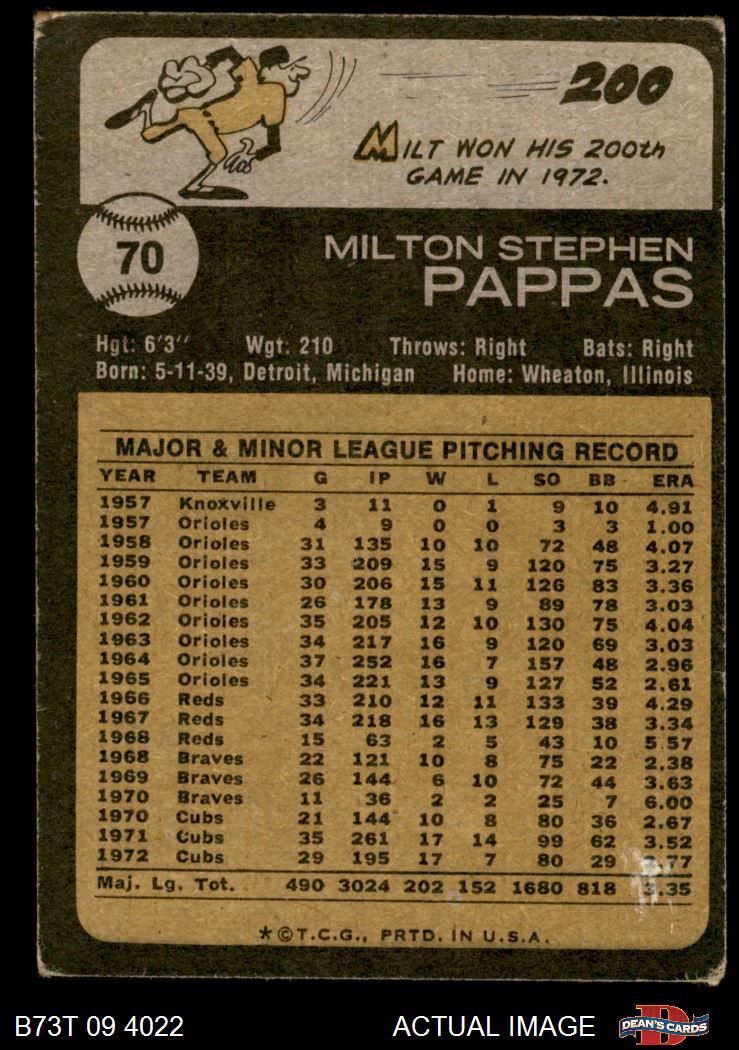 200
MILT WON HIS 200th
GAME IN 1972.
70
MILTON STEPHEN
PAPPAS
Hgt: 6'3" Wgt: 210 Throws: Right Bats: Right
Born: 5-11-39, Detroit, Michigan Home: Wheaton, Illinois
MAJOR & MINOR LEAGUE PITCHING RECORD
YEAR TEAM G IP W L SO BB ERA
1957 Knoxville 3 11 0 1 9 10 4.91
1957 Orioles 4 9 0 0 3 3 1.00
1958 Orioles 31 135 10 10 72 48 4.07
1959 Orioles 33 209 15 9 120 75 3.27
1960 Orioles 30 206 15 11 126 83 3.36
1961 Orioles 26 178 13 9 89 78 3.03
1962 Orioles 35 205 12 10 130 75 4.04
1963 Orioles 34 217 16 9 120 69 3.03
1964 Orioles 37 252 16 7 157 48 2.96
1965 Orioles 34 221 13 9 127 52 2.61
1966 Reds 33 210 12 11 133 39 4.29
1967 Reds 34 218 16 13 129 38 3.34
1968 Reds 15 63 2 5 43 10 5.57
1968 Braves 22 121 10 8 75 22 2.38
1969 Braves 26 144 6 10 72 44 3.63
1970 Braves 11 36 2 2 25 7 6.00
1970 Cubs 21 144 10 8 80 36 2.67
1971 Cubs 35 261 17 14 99 62 3.52
1972 Cubs 29 195 17 7 80 29 2.77
Maj. Lg. Tot. 490 3024 202 152 1680 818 3.35
*©T.C.G., PRTD. IN U.S.A.
B73T 09 4022 ACTUAL IMAGE D DEAN'S CARDS